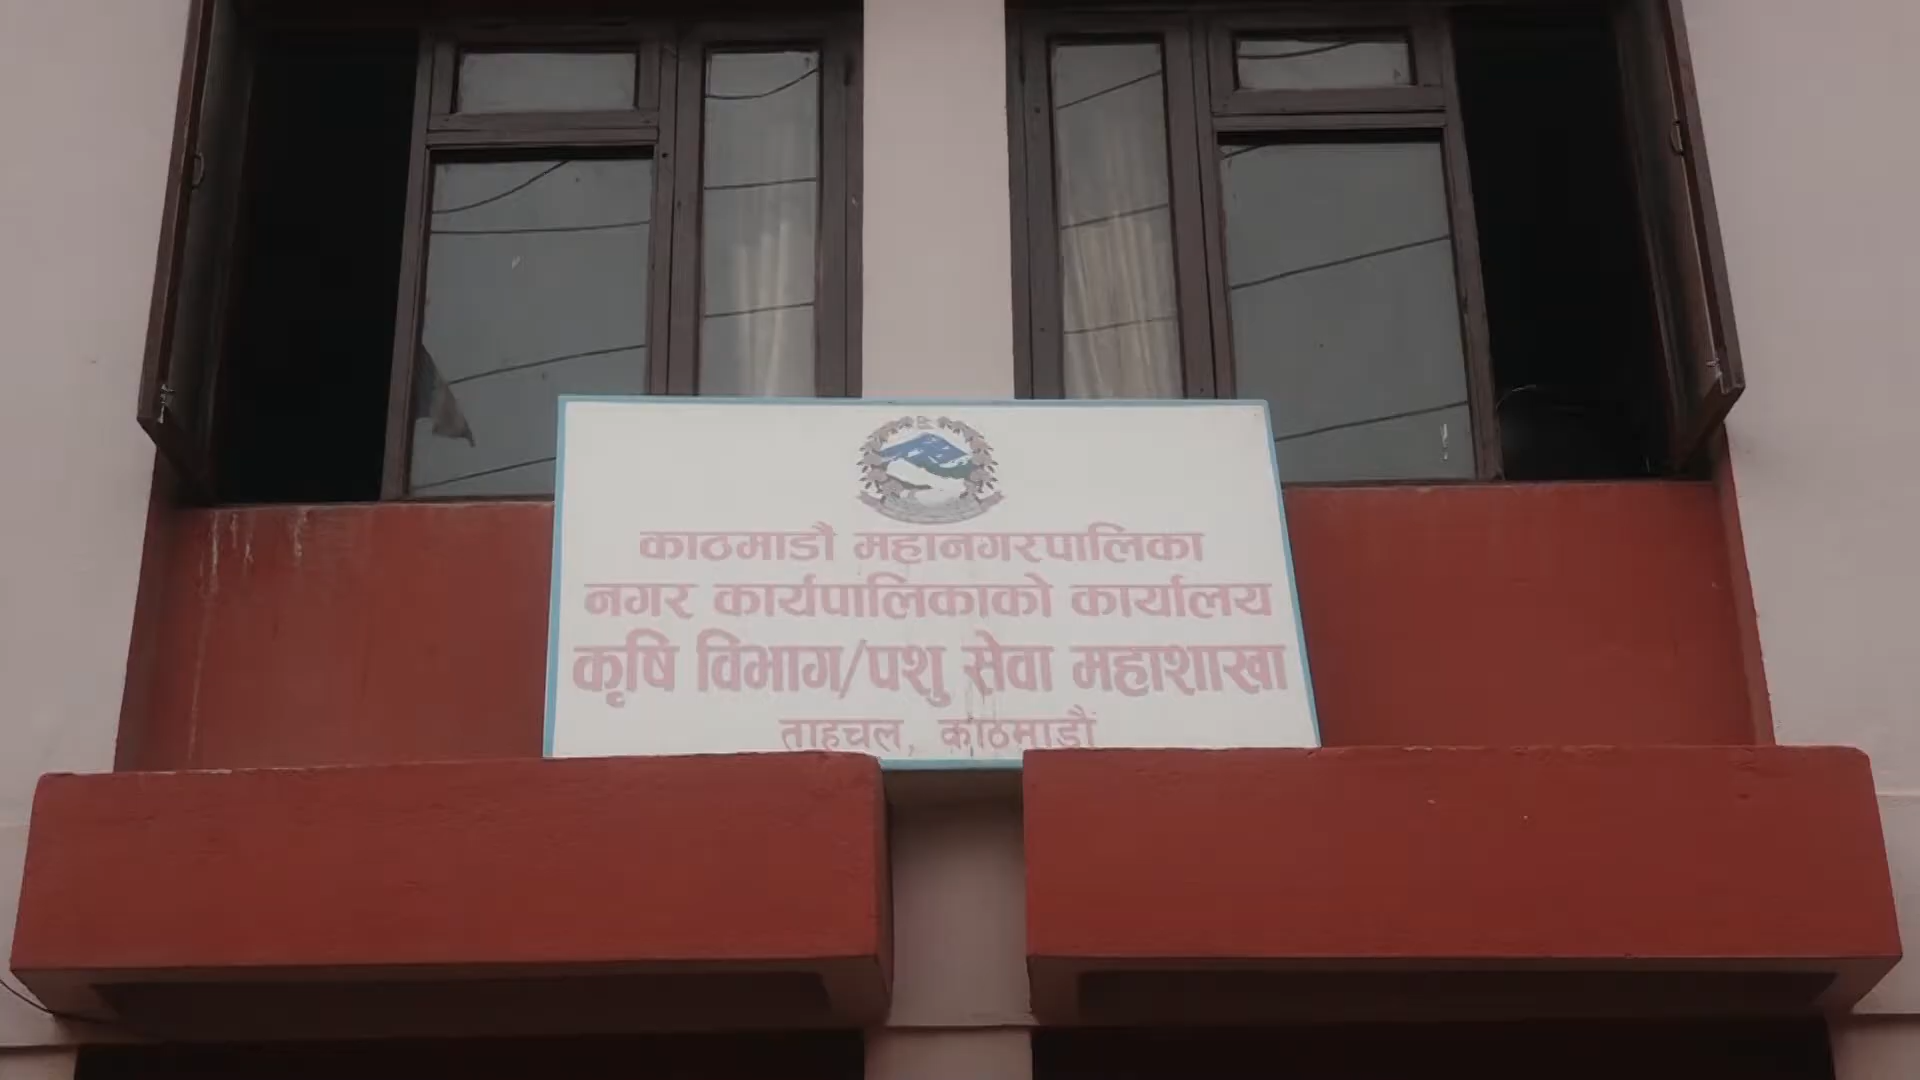 काठमाडौ महानगरपालिका
नगर कार्यपालिकाको कार्यालय
कृषि विभाग/पशु सेवा महाशाखा
ताहचल, काठमाडौं